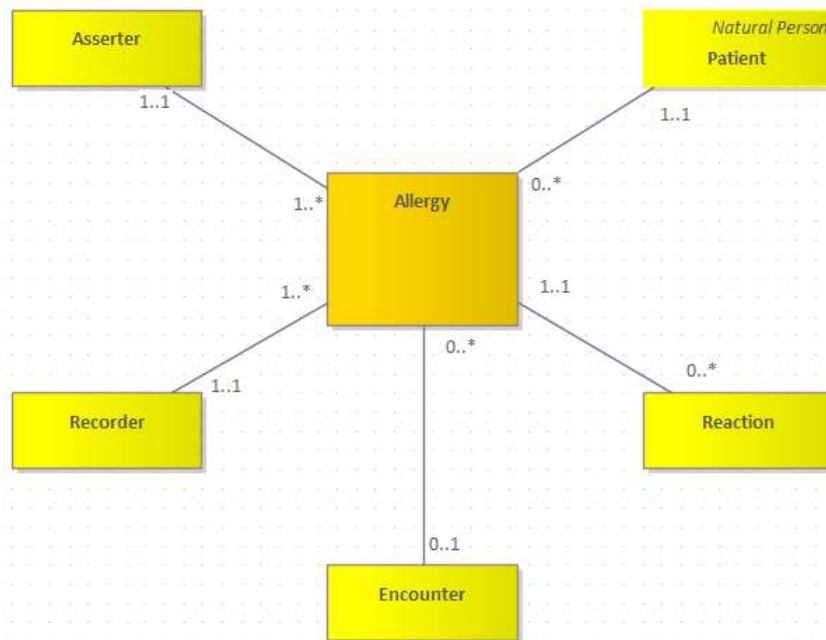 Asserter
Natural Person
Patient
1..1
1..1
1..*
Allergy
0..*
1..*
1..1
0..*
1..1
0..*
Recorder
Reaction
0..1
Encounter